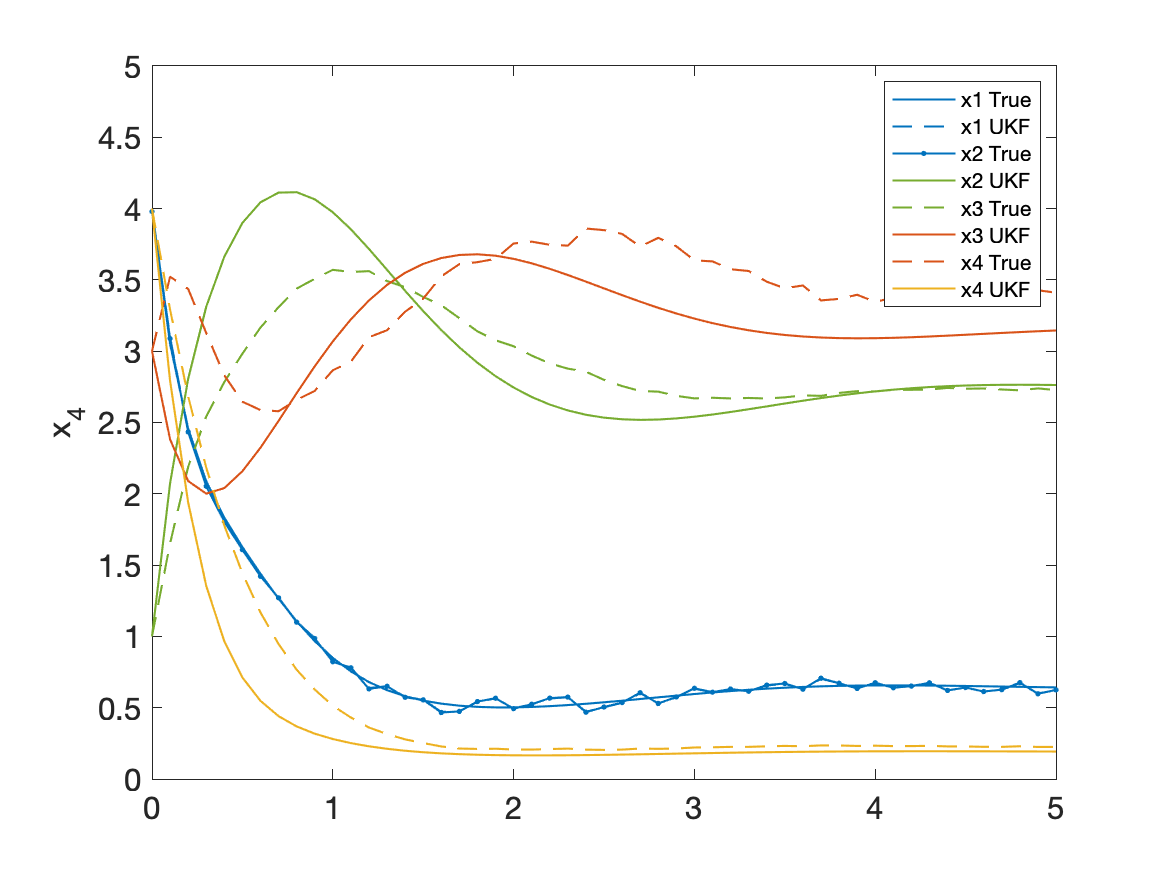 5
4.5
4
3.5
3
2.5
2
1.5
1
0.5
0
x4
0 1 2 3 4 5
x1 True
x1 UKF
x2 True
x2 UKF
x3 True
x3 UKF
x4 True
x4 UKF